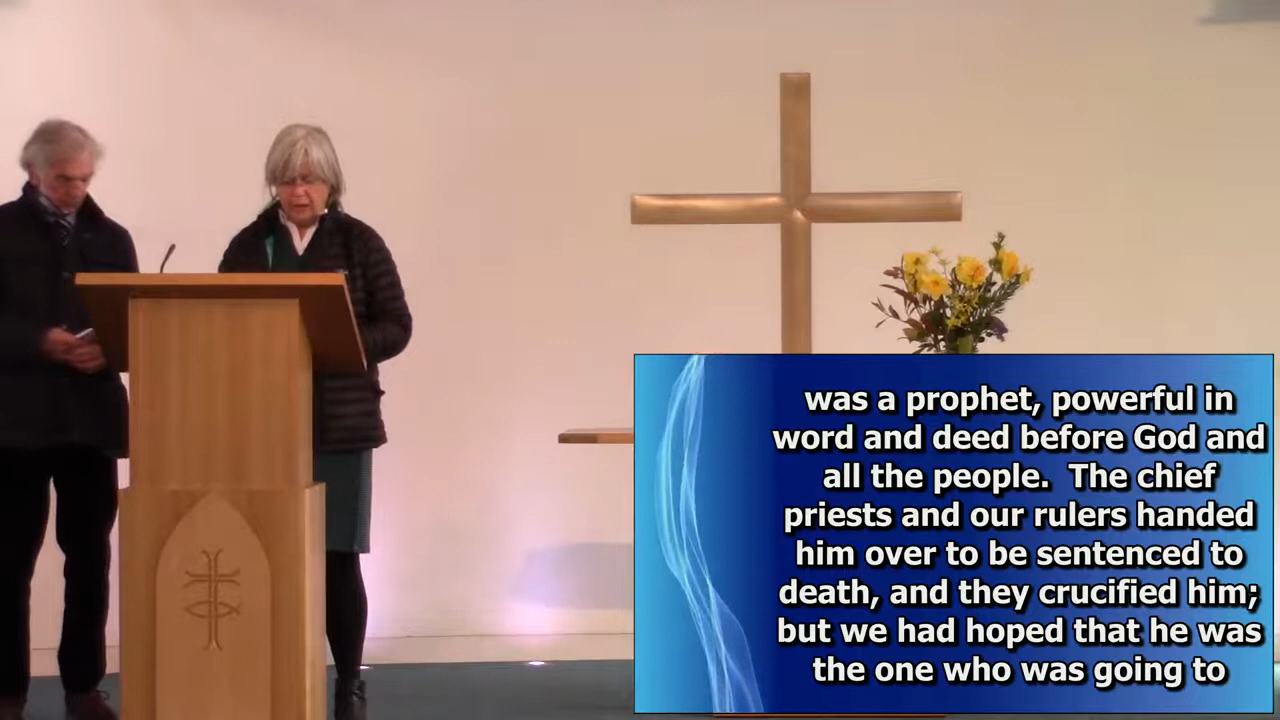 was a prophet, powerful in
word and deed before God and
all the people.  The chief
priests and our rulers handed
him over to be sentenced to
death, and they crucified him;
but we had hoped that he was
the one who was going to